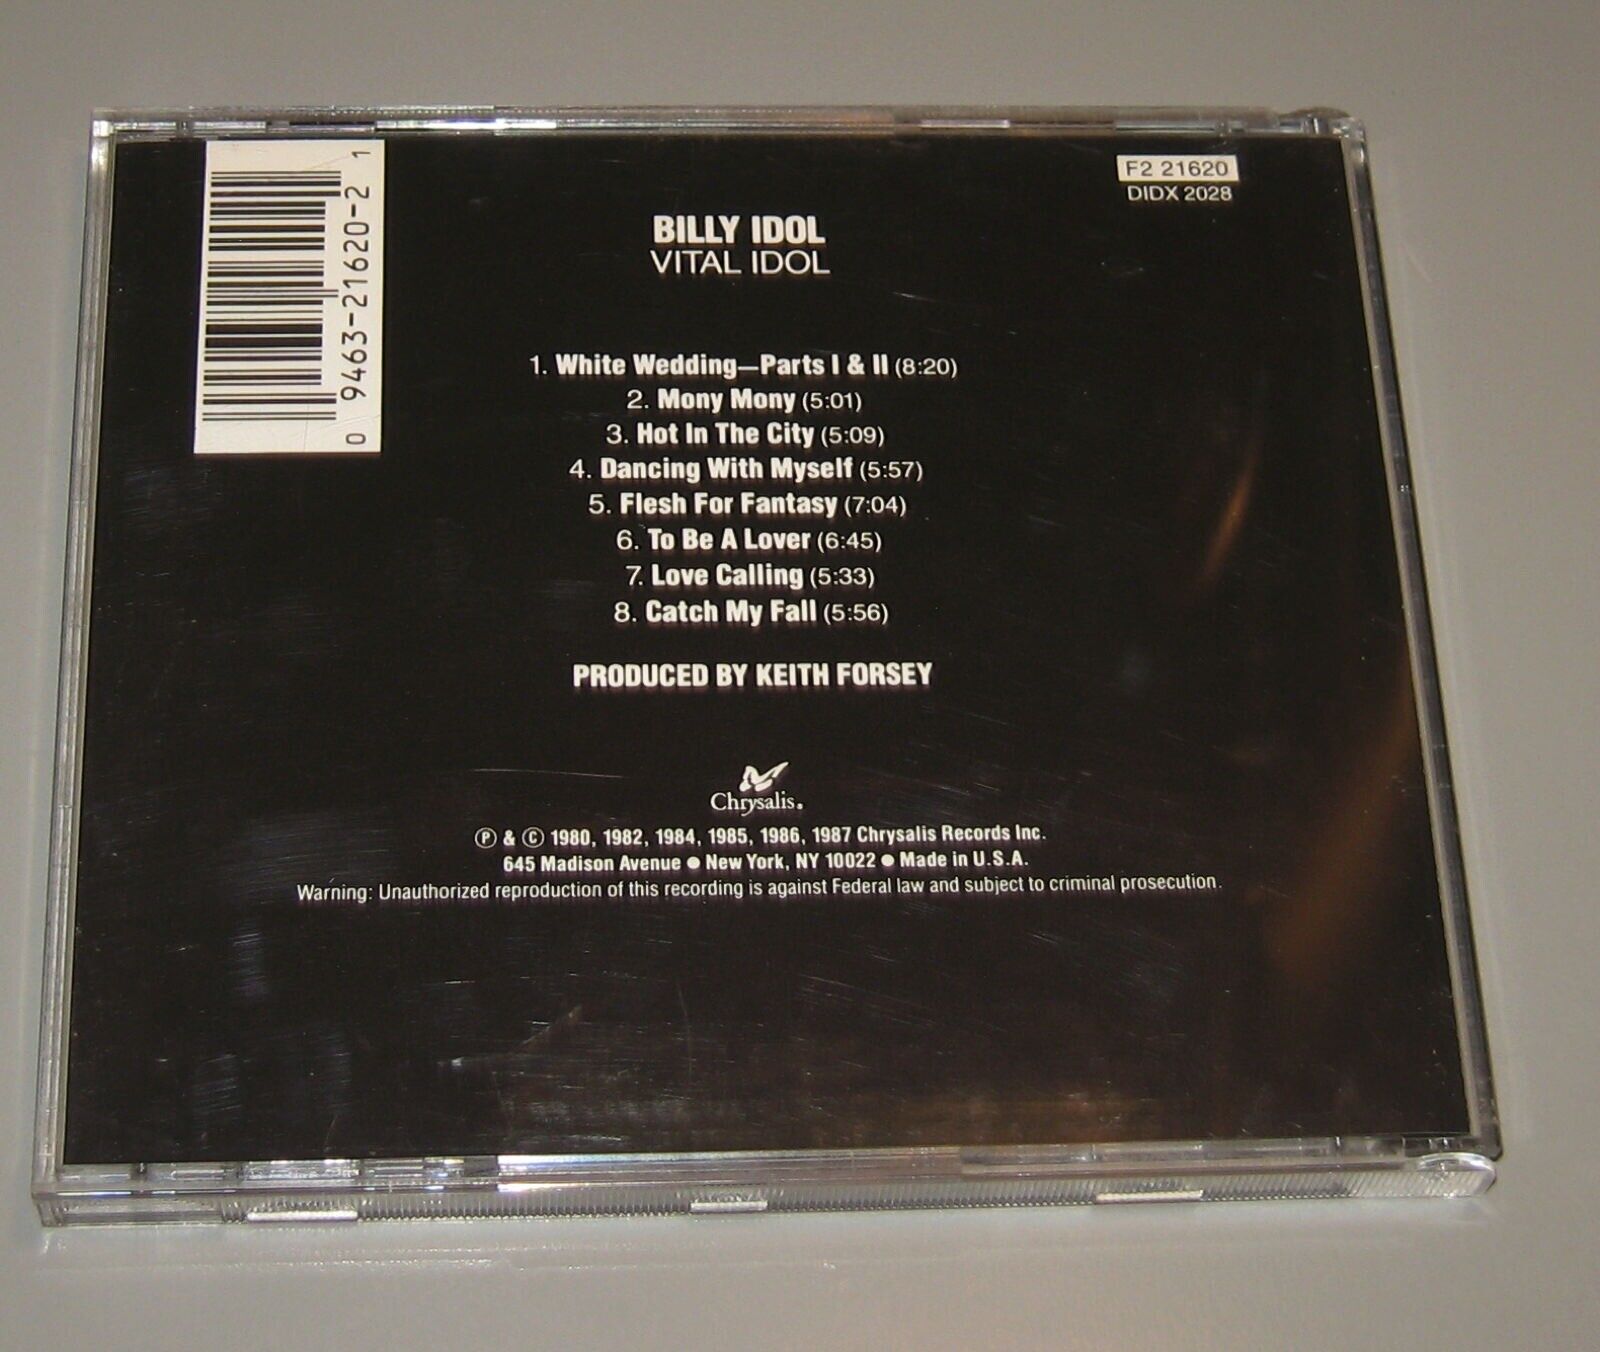 0 9463-21620-2 1
F2 21620
DIDX 2028
BILLY IDOL
VITAL IDOL
1. White Wedding—Parts I & II (8:20)
2. Mony Mony (5:01)
3. Hot In The City (5:09)
4. Dancing With Myself (5:57)
5. Flesh For Fantasy (7:04)
6. To Be A Lover (6:45)
7. Love Calling (5:33)
8. Catch My Fall (5:56)
PRODUCED BY KEITH FORSEY
Chrysalis.
℗ & © 1980, 1982, 1984, 1985, 1986, 1987 Chrysalis Records Inc.
645 Madison Avenue ● New York, NY 10022 ● Made in U.S.A.
Warning: Unauthorized reproduction of this recording is against Federal law and subject to criminal prosecution.